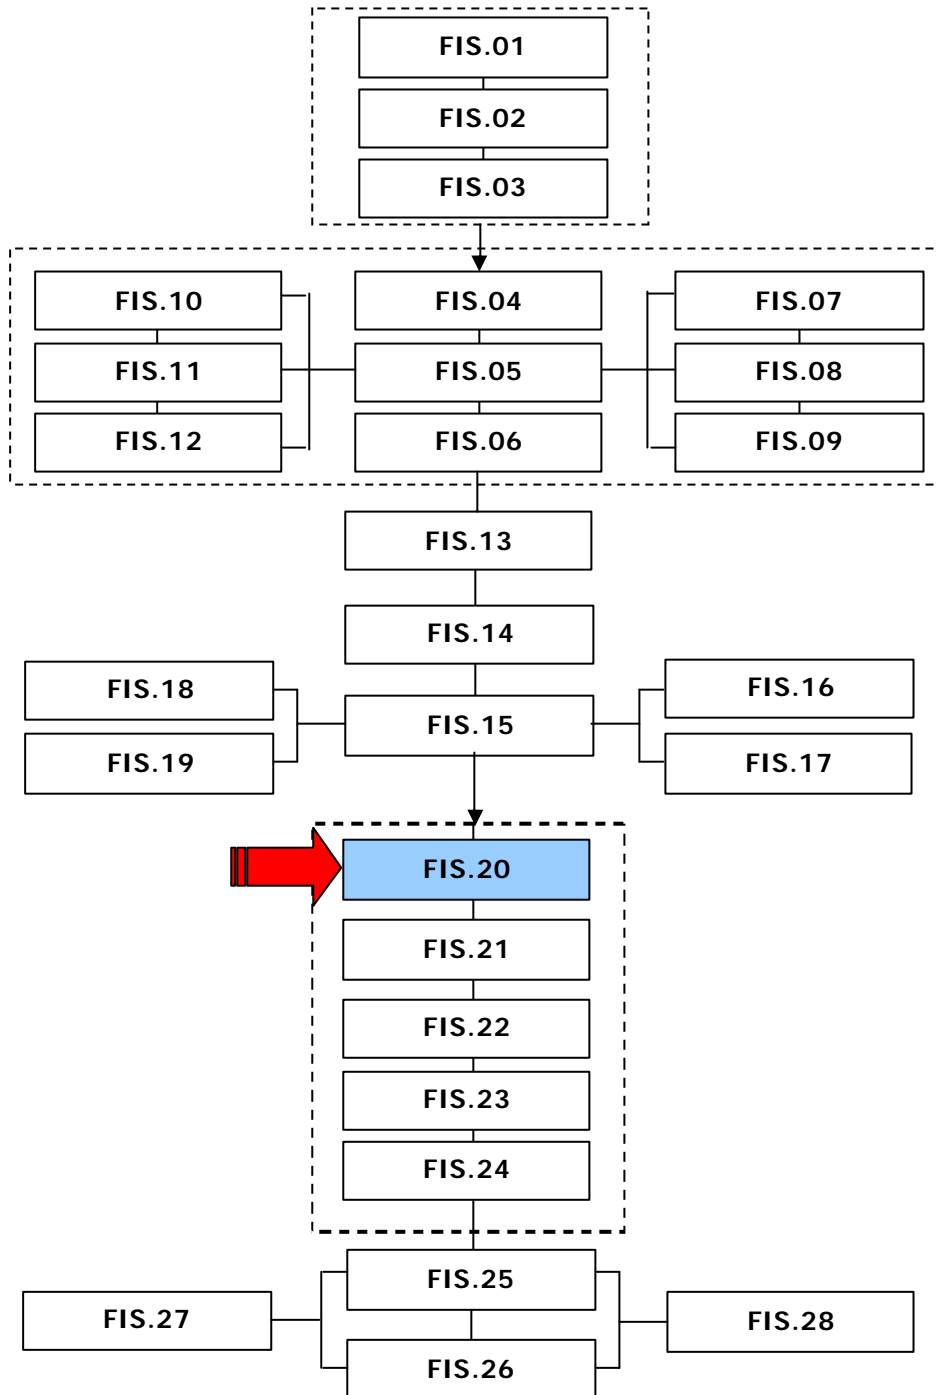 FIS.01
FIS.02
FIS.03
FIS.10 FIS.04 FIS.07
FIS.11 FIS.05 FIS.08
FIS.12 FIS.06 FIS.09
FIS.13
FIS.14
FIS.18 FIS.16
FIS.15
FIS.19 FIS.17
FIS.20
FIS.21
FIS.22
FIS.23
FIS.24
FIS.25
FIS.27 FIS.28
FIS.26